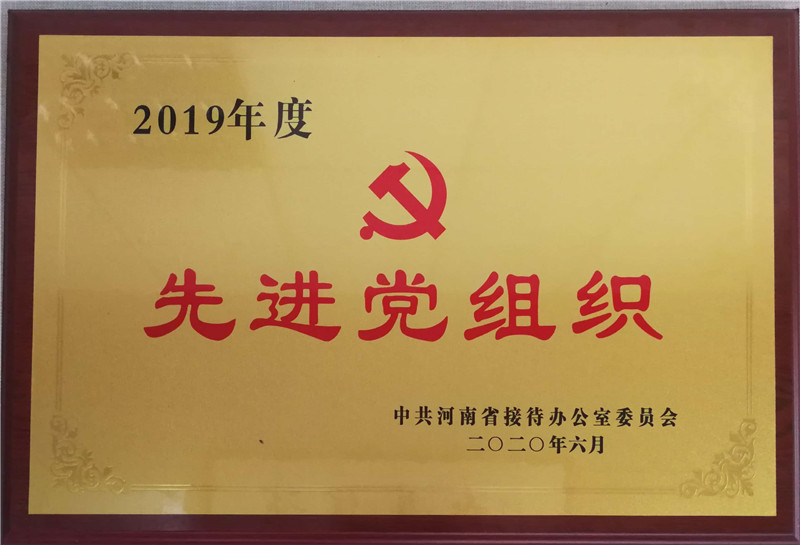 2019年度
先进党组织
中共河南省接待办公室委员会
二〇二〇年六月